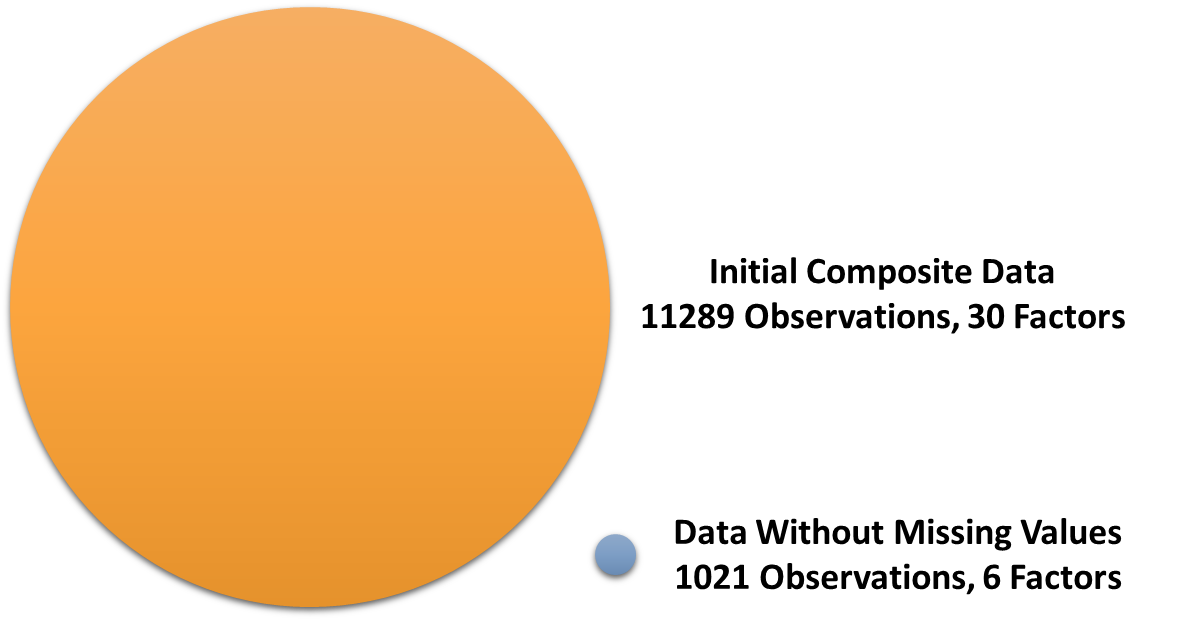 Initial Composite Data
11289 Observations, 30 Factors
Data Without Missing Values
1021 Observations, 6 Factors